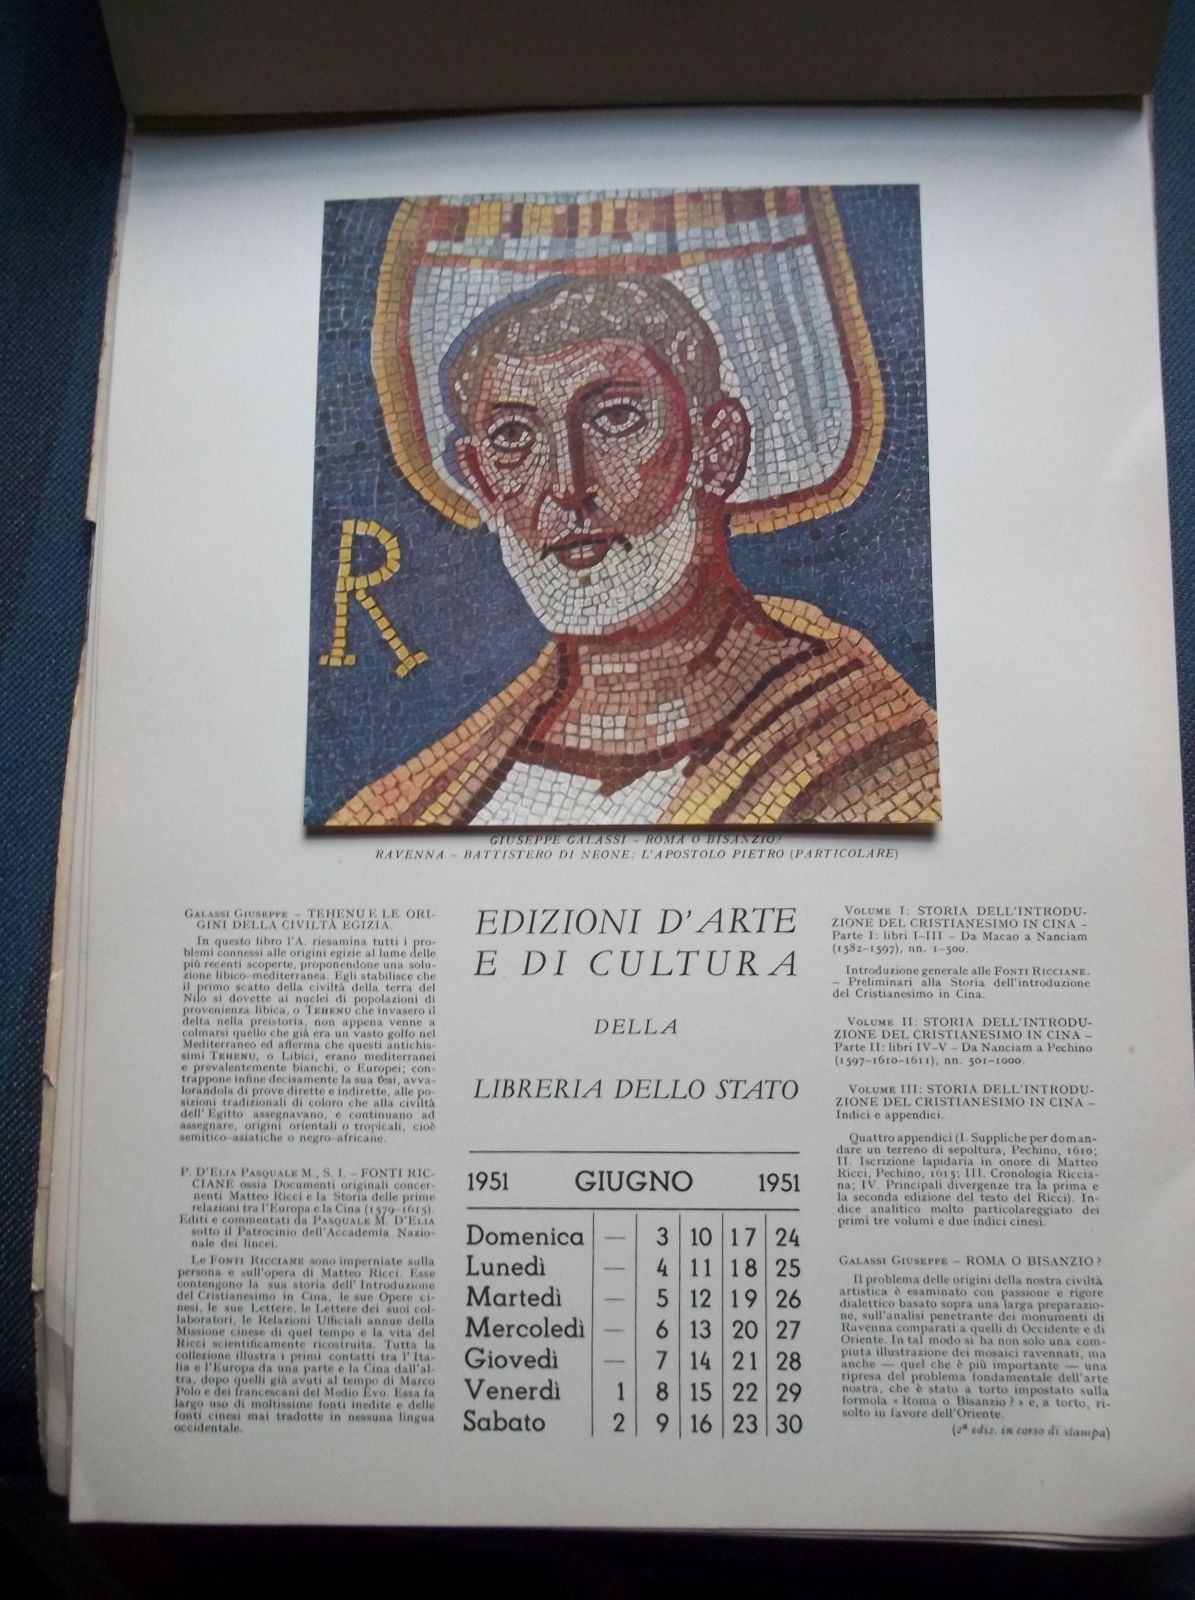 R
GIUSEPPE GALASSI – ROMA O BISANZIO?
RAVENNA – BATTISTERO DI NEONE: L'APOSTOLO PIETRO (PARTICOLARE)
GALASSI GIUSEPPE – TEHENU E LE ORI-
GINI DELLA CIVILTÀ EGIZIA.
In questo libro l'A. riesamina tutti i pro-
blemi connessi alle origini egizie al lume delle
più recenti scoperte, proponendone una solu-
zione libico-mediterranea. Egli stabilisce che
il primo scatto della civiltà della terra del
Nilo si dovette ai nuclei di popolazioni di
provenienza libica, o TEHENU che invasero il
delta nella preistoria, non appena venne a
colmarsi quello che già era un vasto golfo nel
Mediterraneo ed afferma che questi antichis-
simi TEHENU, o Libici, erano mediterranei
e prevalentemente bianchi, o Europei; con-
trappone infine decisamente la sua tesi, avva-
lorandola di prove dirette e indirette, alle po-
sizioni tradizionali di coloro che alla civiltà
dell'Egitto assegnavano, e continuano ad
assegnare, origini orientali o tropicali, cioè
semitico-asiatiche o negro-africane.
P. D'ELIA PASQUALE M., S. I. – FONTI RIC-
CIANE ossia Documenti originali concer-
nenti Matteo Ricci e la Storia delle prime
relazioni tra l'Europa e la Cina (1579-1615).
Editi e commentati da PASQUALE M. D'ELIA
sotto il Patrocinio dell'Accademia Nazio-
nale dei lincei.
Le FONTI RICCIANE sono imperniate sulla
persona e sull'opera di Matteo Ricci. Esse
contengono la sua storia dell'Introduzione
del Cristianesimo in Cina, le sue Opere ci-
nesi, le sue Lettere, le Lettere dei suoi col-
laboratori, le Relazioni Ufficiali annue della
Missione cinese di quel tempo e la vita del
Ricci scientificamente ricostruita. Tutta la
collezione illustra i primi contatti tra l'Ita-
lia e l'Europa da una parte e la Cina dall'al-
tra, dopo quelli già avuti al tempo di Marco
Polo e dei francescani del Medio Evo. Essa fa
largo uso di moltissime fonti inedite e delle
fonti cinesi mai tradotte in nessuna lingua
occidentale.
EDIZIONI D'ARTE
E DI CULTURA
DELLA
LIBRERIA DELLO STATO
1951 GIUGNO 1951
Domenica — 3 10 17 24
Lunedì — 4 11 18 25
Martedì — 5 12 19 26
Mercoledì — 6 13 20 27
Giovedì — 7 14 21 28
Venerdì 1 8 15 22 29
Sabato 2 9 16 23 30
VOLUME I: STORIA DELL'INTRODU-
ZIONE DEL CRISTIANESIMO IN CINA –
Parte I: libri I–III – Da Macao a Nanciam
(1582–1597), nn. 1–500.
Introduzione generale alle FONTI RICCIANE.
– Preliminari alla Storia dell'introduzione
del Cristianesimo in Cina.
VOLUME II: STORIA DELL'INTRODU-
ZIONE DEL CRISTIANESIMO IN CINA –
Parte II: libri IV–V – Da Nanciam a Pechino
(1597–1610–1611), nn. 501–1000.
VOLUME III: STORIA DELL'INTRODU-
ZIONE DEL CRISTIANESIMO IN CINA –
Indici e appendici.
Quattro appendici (I. Suppliche per doman-
dare un terreno di sepoltura, Pechino, 1610;
II. Iscrizione lapidaria in onore di Matteo
Ricci, Pechino, 1615; III. Cronologia Riccia-
na; IV. Principali divergenze tra la prima e
la seconda edizione del testo del Ricci). In-
dice analitico molto particolareggiato dei
primi tre volumi e due indici cinesi.
GALASSI GIUSEPPE – ROMA O BISANZIO?
Il problema delle origini della nostra civiltà
artistica è esaminato con passione e rigore
dialettico basato sopra una larga preparazio-
ne, sull'analisi penetrante dei monumenti di
Ravenna comparati a quelli di Occidente e di
Oriente. In tal modo si ha non solo una com-
piuta illustrazione dei mosaici ravennati, ma
anche — quel che è più importante — una
ripresa del problema fondamentale dell'arte
nostra, che è stato a torto impostato sulla
formola « Roma o Bisanzio? » e, a torto, ri-
solto in favore dell'Oriente.
(2ª ediz. in corso di stampa)